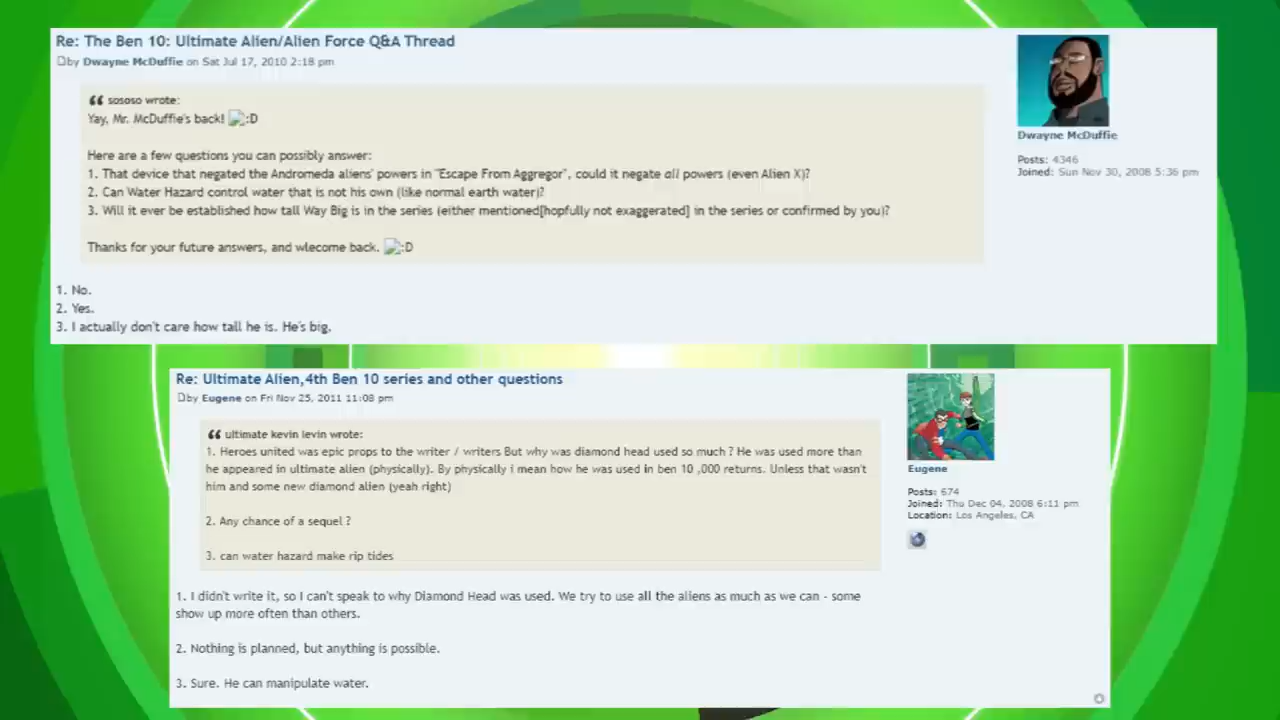 Re: The Ben 10: Ultimate Alien/Alien Force Q&A Thread
by Dwayne McDuffie on Sat Jul 17, 2010 2:18 pm
sososo wrote:
Yay, Mr. McDuffie's back! :D
Here are a few questions you can possibly answer:
1. That device that negated the Andromeda aliens' powers in "Escape From Aggregor", could it negate all powers (even Alien X)?
2. Can Water Hazard control water that is not his own (like normal earth water)?
3. Will it ever be established how tall Way Big is in the series (either mentioned[hopfully not exaggerated] in the series or confirmed by you)?
Thanks for your future answers, and wlecome back. :D
1. No.
2. Yes.
3. I actually don't care how tall he is. He's big.
Dwayne McDuffie
Posts: 4346
Joined: Sun Nov 30, 2008 5:36 pm
Re: Ultimate Alien,4th Ben 10 series and other questions
by Eugene on Fri Nov 25, 2011 11:08 pm
ultimate kevin levin wrote:
1. Heroes united was epic props to the writer / writers But why was diamond head used so much ? He was used more than
he appeared in ultimate alien (physically). By physically i mean how he was used in ben 10 ,000 returns. Unless that wasn't
him and some new diamond alien (yeah right)
2. Any chance of a sequel ?
3. can water hazard make rip tides
1. I didn't write it, so I can't speak to why Diamond Head was used. We try to use all the aliens as much as we can - some
show up more often than others.
2. Nothing is planned, but anything is possible.
3. Sure. He can manipulate water.
Eugene
Posts: 674
Joined: Thu Dec 04, 2008 6:11 pm
Location: Los Angeles, CA